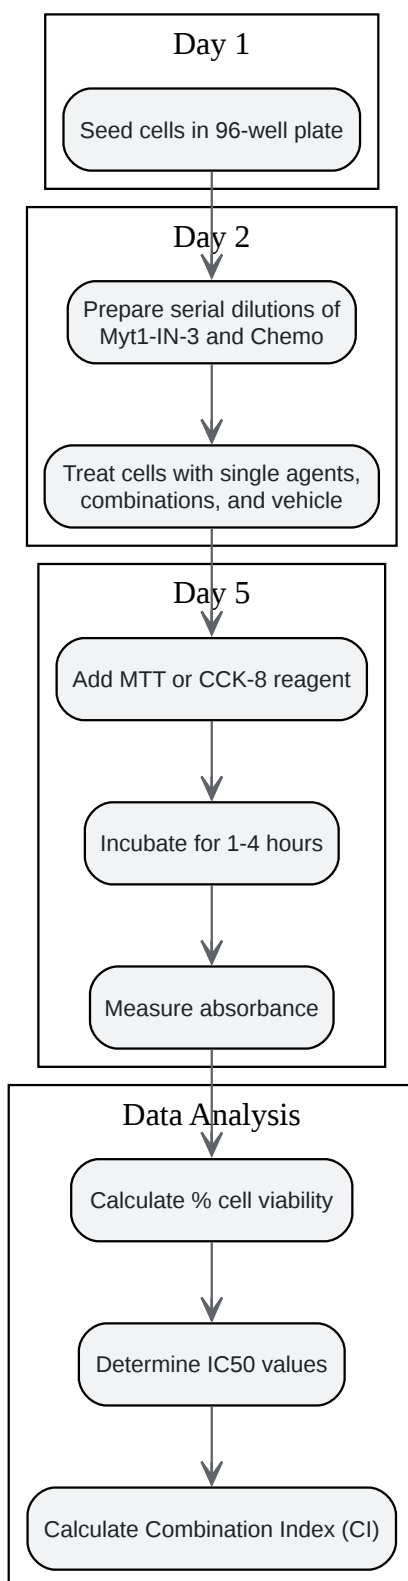 Day 1
Seed cells in 96-well plate
Day 2
Prepare serial dilutions of
Myt1-IN-3 and Chemo
Treat cells with single agents,
combinations, and vehicle
Day 5
Add MTT or CCK-8 reagent
Incubate for 1-4 hours
Measure absorbance
Data Analysis
Calculate % cell viability
Determine IC50 values
Calculate Combination Index (CI)